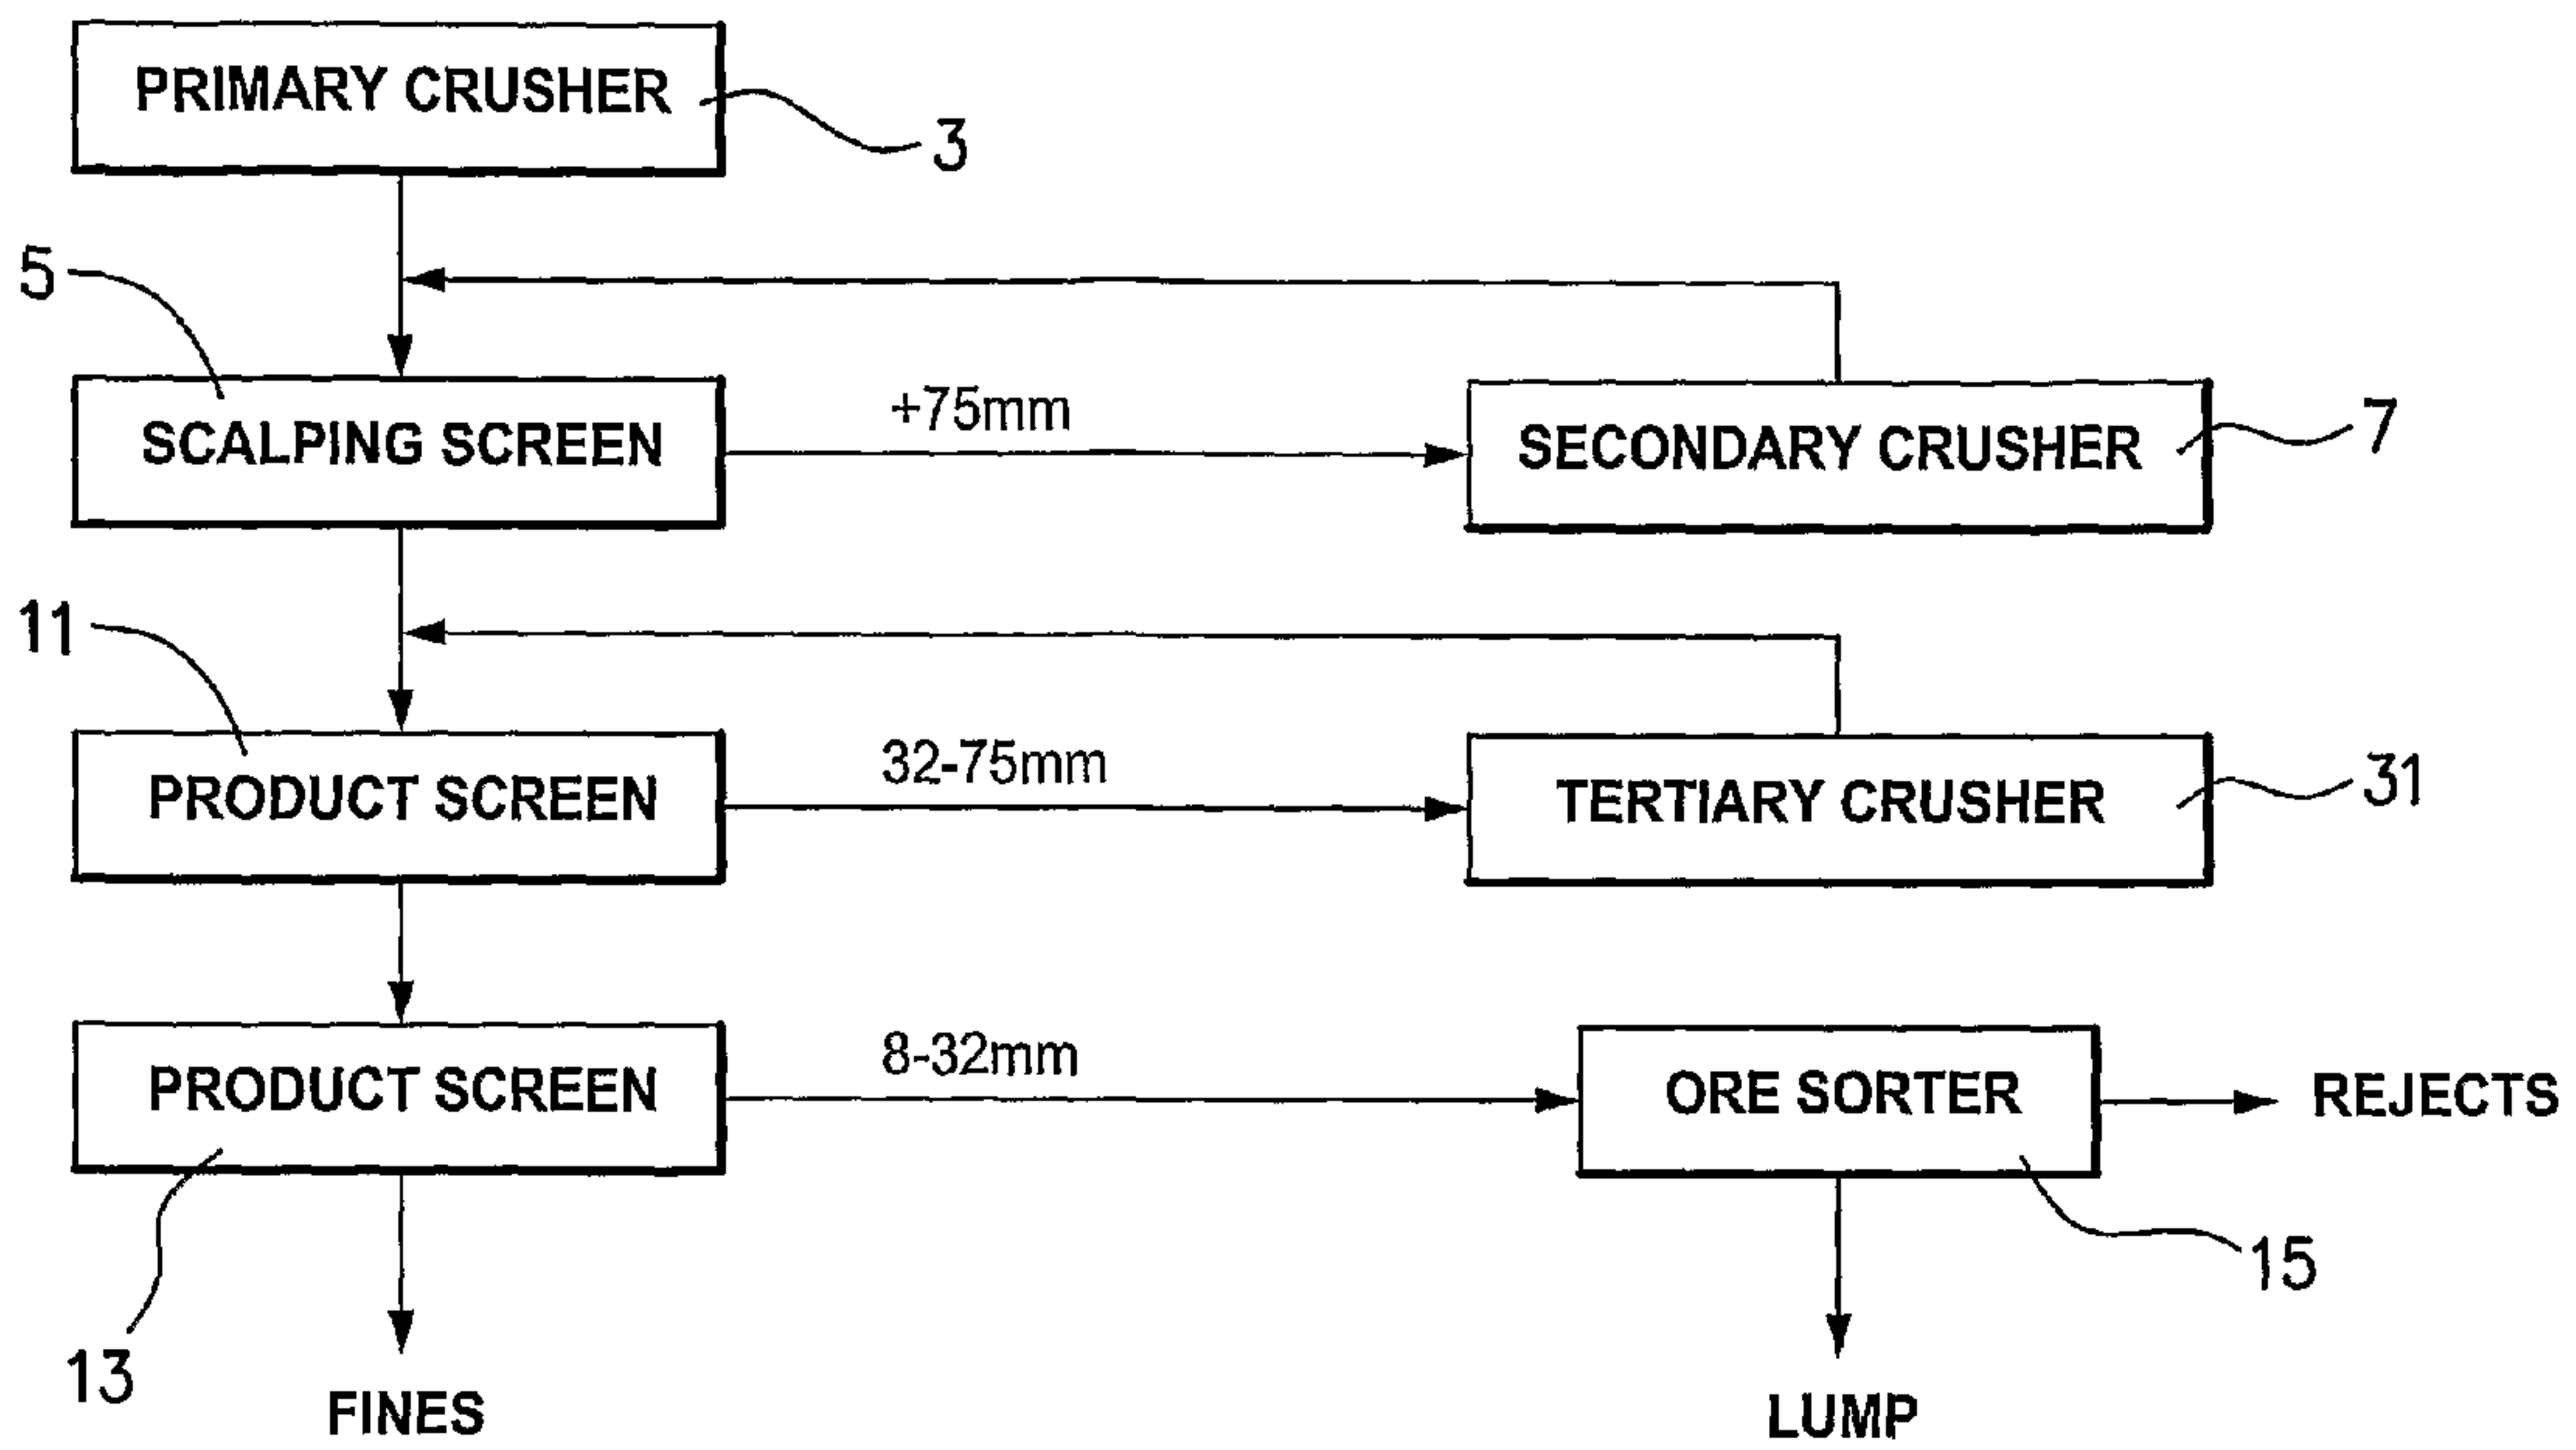 PRIMARY CRUSHER
3
5
SCALPING SCREEN
+75mm
SECONDARY CRUSHER
7
11
PRODUCT SCREEN
32-75mm
TERTIARY CRUSHER
31
PRODUCT SCREEN
8-32mm
ORE SORTER
REJECTS
13
15
FINES
LUMP